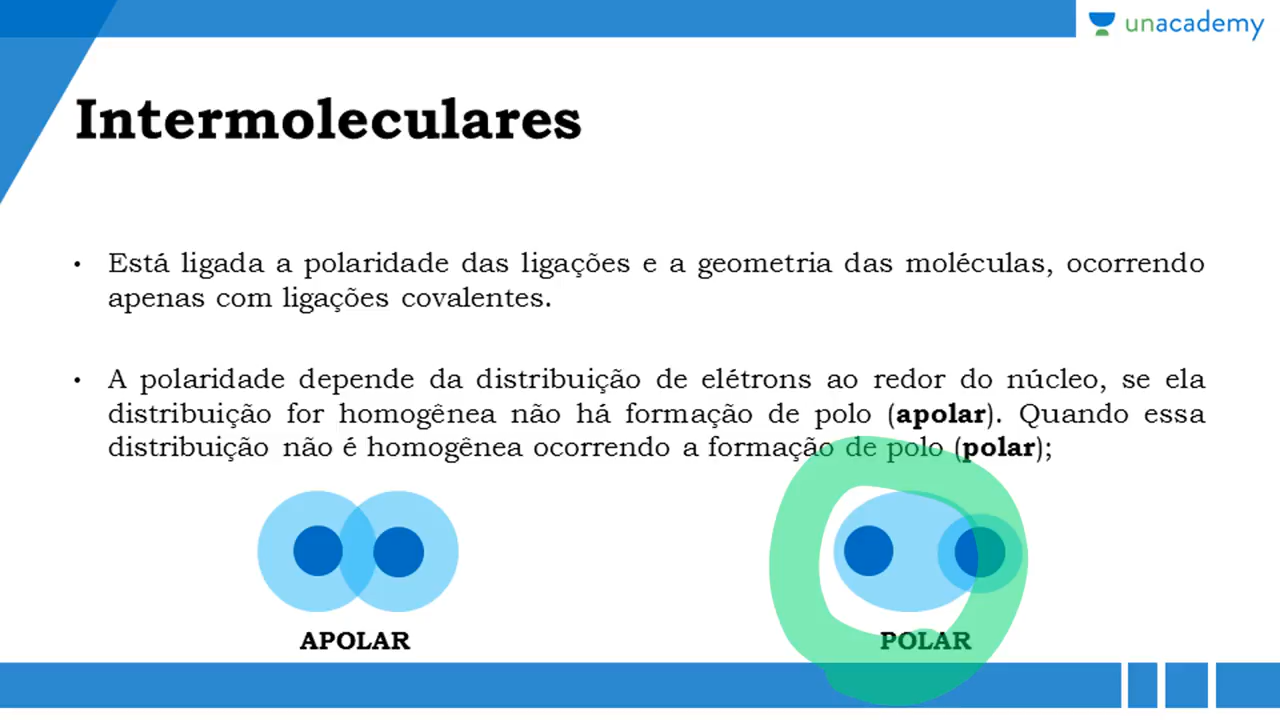 unacademy
Intermoleculares
• Está ligada a polaridade das ligações e a geometria das moléculas, ocorrendo
apenas com ligações covalentes.
• A polaridade depende da distribuição de elétrons ao redor do núcleo, se ela
distribuição for homogênea não há formação de polo (apolar). Quando essa
distribuição não é homogênea ocorrendo a formação de polo (polar);
APOLAR
POLAR